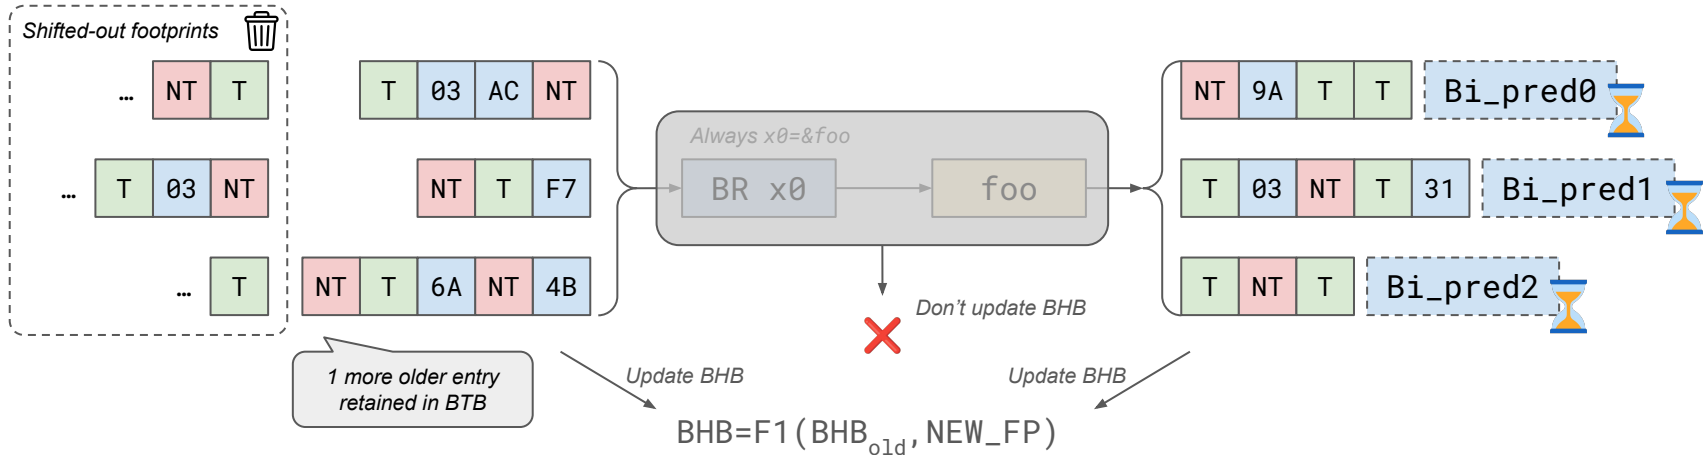 Shifted-out footprints
... NT T
T 03 AC NT
Always x0=&foo
NT 9A T T
Bi_pred0
... T 03 NT
NT T F7
BR x0
foo
T 03 NT T 31
Bi_pred1
... T
NT T 6A NT 4B
T NT T
Bi_pred2
Don't update BHB
1 more older entry
retained in BTB
Update BHB
Update BHB
BHB=F1(BHBold,NEW_FP)